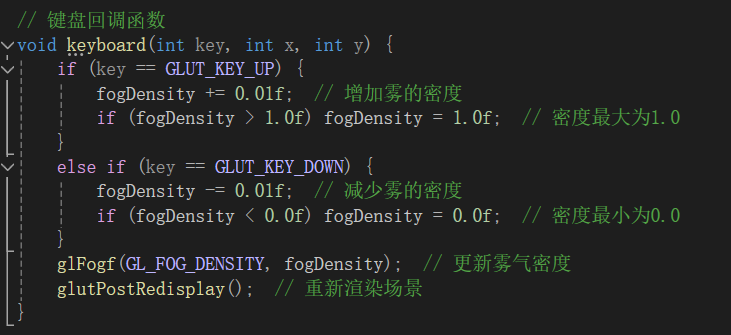 // 键盘回调函数
void keyboard(int key, int x, int y) {
if (key == GLUT_KEY_UP) {
fogDensity += 0.01f; // 增加雾的密度
if (fogDensity > 1.0f) fogDensity = 1.0f; // 密度最大为1.0
}
else if (key == GLUT_KEY_DOWN) {
fogDensity -= 0.01f; // 减少雾的密度
if (fogDensity < 0.0f) fogDensity = 0.0f; // 密度最小为0.0
}
glFogf(GL_FOG_DENSITY, fogDensity); // 更新雾气密度
glutPostRedisplay(); // 重新渲染场景
}